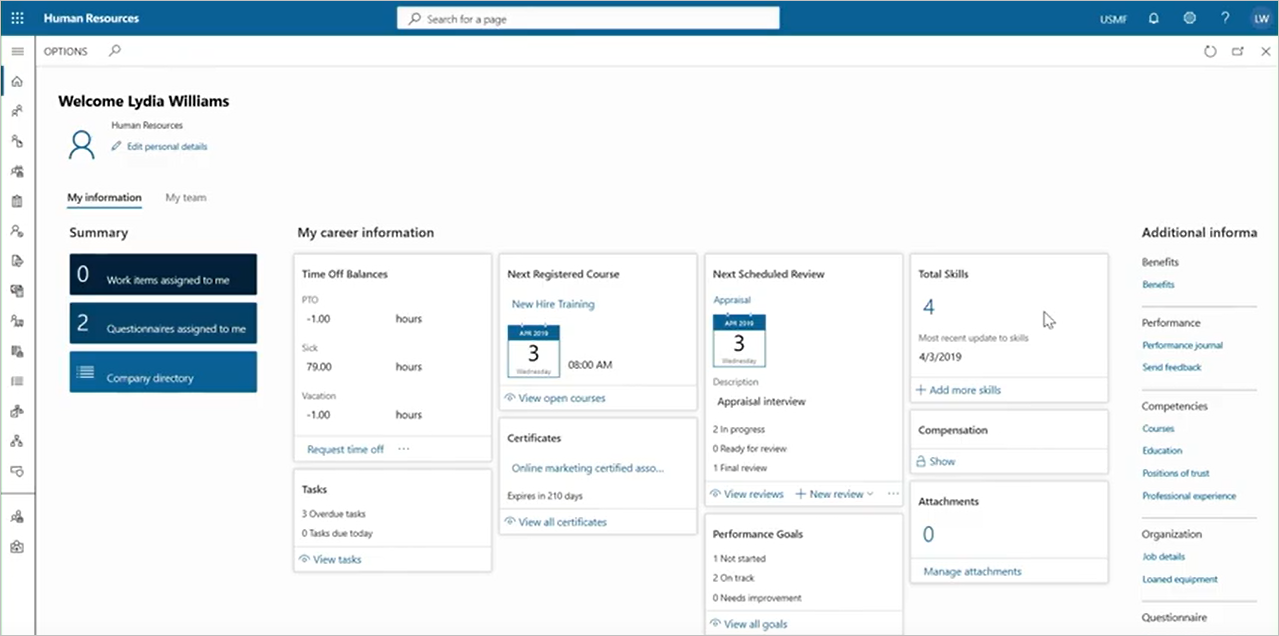 Human Resources
Search for a page
USMF
?
LW
OPTIONS
Welcome Lydia Williams
Human Resources
Edit personal details
My information
My team
Summary
0 Work items assigned to me
2 Questionnaires assigned to me
Company directory
My career information
Time Off Balances
PTO
-1.00 hours
Sick
79.00 hours
Vacation
-1.00 hours
Request time off ...
Tasks
3 Overdue tasks
0 Tasks due today
View tasks
Next Registered Course
New Hire Training
APR 2019
3
Wednesday
08:00 AM
View open courses
Certificates
Online marketing certified asso...
Expires in 210 days
View all certificates
Next Scheduled Review
Appraisal
APR 2019
3
Wednesday
Description
Appraisal interview
2 In progress
0 Ready for review
1 Final review
View reviews
+ New review
...
Performance Goals
1 Not started
2 On track
0 Needs improvement
View all goals
Total Skills
4
Most recent update to skills
4/3/2019
+ Add more skills
Compensation
Show
Attachments
0
Manage attachments
Additional informa
Benefits
Benefits
Performance
Performance journal
Send feedback
Competencies
Courses
Education
Positions of trust
Professional experience
Organization
Job details
Loaned equipment
Questionnaire